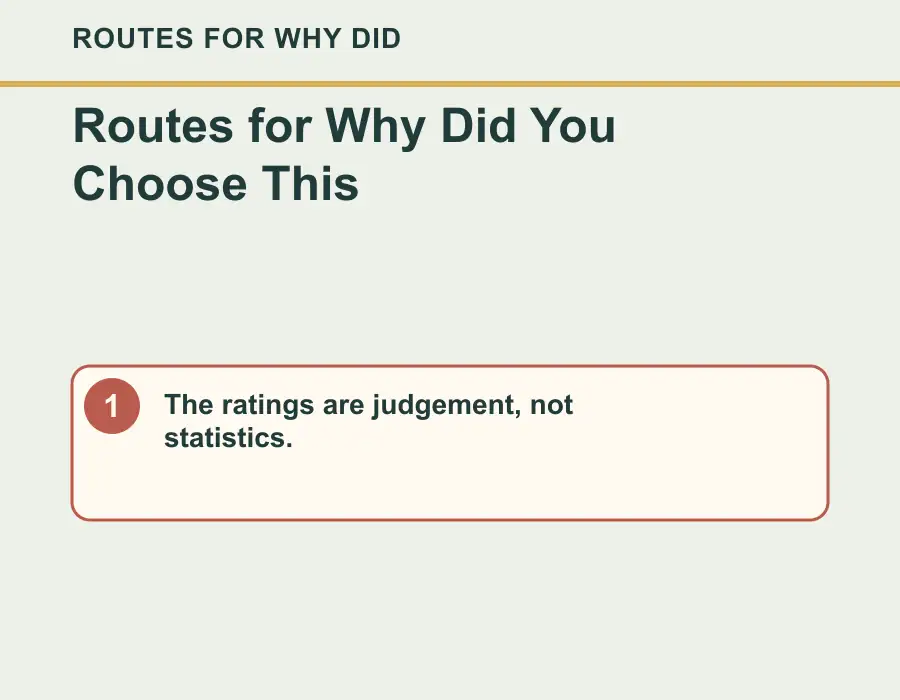 ROUTES FOR WHY DID
Routes for Why Did You
Choose This
1
The ratings are judgement, not
statistics.